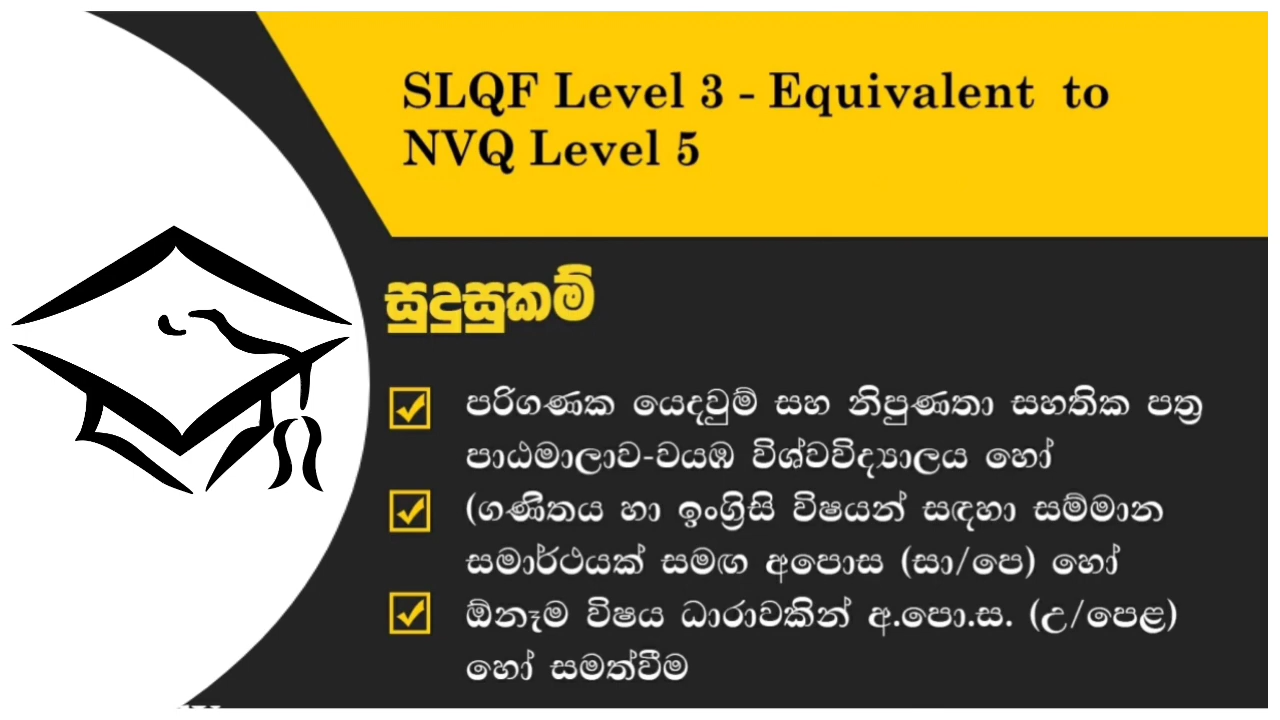 SLQF Level 3 - Equivalent to
NVQ Level 5
සුදුසුකම්
පරිගණක යෙදවුම් සහ නිපුණතා සහතික පත්‍ර
පාඨමාලාව-වයඹ විශ්වවිද්‍යාලය හෝ
(ගණිතය හා ඉංග්‍රිසි විෂයන් සඳහා සම්මාන
සමාර්ථයක් සමඟ අපොස (සා/පෙ) හෝ
ඕනෑම විෂය ධාරාවකින් අ.පො.ස. (උ/පෙළ)
හෝ සමත්වීම